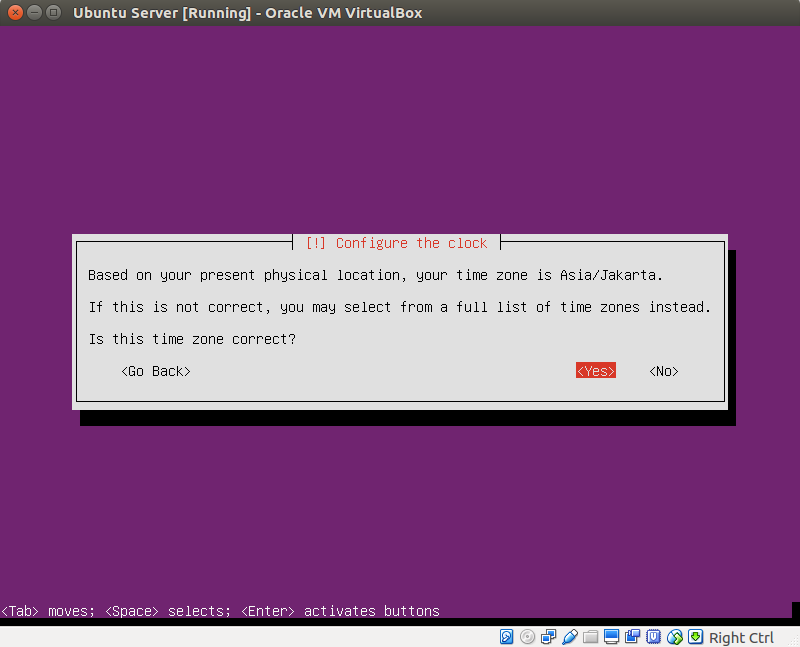 Ubuntu Server [Running] - Oracle VM VirtualBox
[!] Configure the clock
Based on your present physical location, your time zone is Asia/Jakarta.
If this is not correct, you may select from a full list of time zones instead.
Is this time zone correct?
<Go Back> <Yes> <No>
<Tab> moves; <Space> selects; <Enter> activates buttons
Right Ctrl